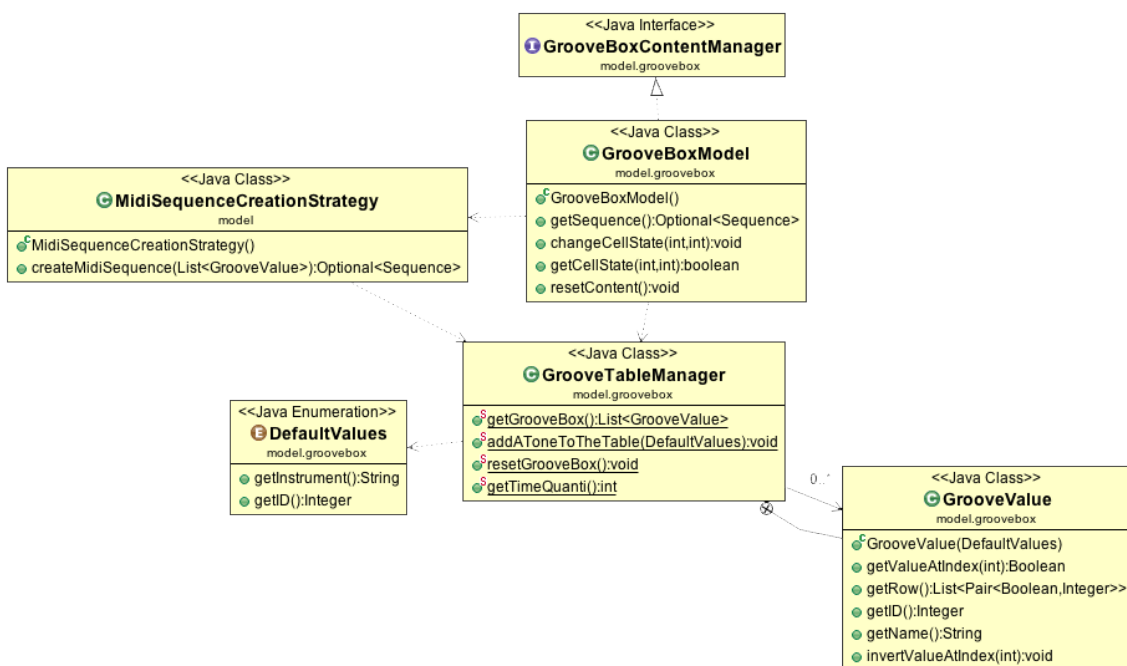 <<Java Interface>>
GrooveBoxContentManager
model.groovebox
<<Java Class>>
GrooveBoxModel
model.groovebox
GrooveBoxModel()
getSequence():Optional<Sequence>
changeCellState(int,int):void
getCellState(int,int):boolean
resetContent():void
<<Java Class>>
MidiSequenceCreationStrategy
model
MidiSequenceCreationStrategy()
createMidiSequence(List<GrooveValue>):Optional<Sequence>
<<Java Class>>
GrooveTableManager
model.groovebox
getGrooveBox():List<GrooveValue>
addAToneToTheTable(DefaultValues):void
resetGrooveBox():void
getTimeQuanti():int
<<Java Enumeration>>
DefaultValues
model.groovebox
getInstrument():String
getID():Integer
<<Java Class>>
GrooveValue
model.groovebox
GrooveValue(DefaultValues)
getValueAtIndex(int):Boolean
getRow():List<Pair<Boolean,Integer>>
getID():Integer
getName():String
invertValueAtIndex(int):void